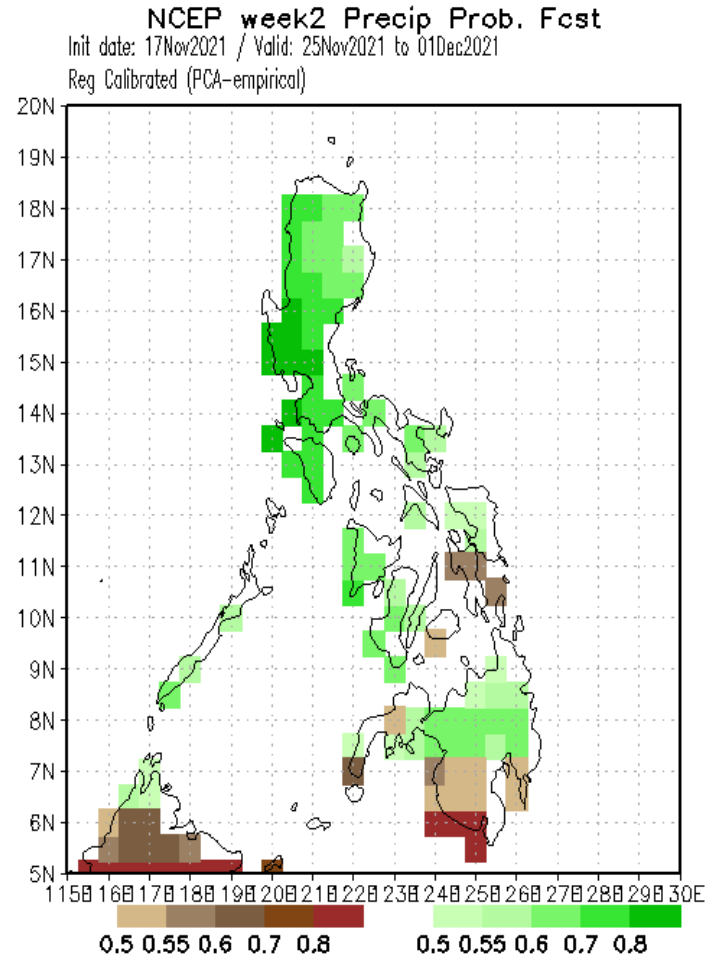 NCEP week2 Precip Prob. Fcst
Init date: 17Nov2021 / Valid: 25Nov2021 to 01Dec2021
Reg Calibrated (PCA-empirical)
20N
19N
18N
17N
16N
15N
14N
13N
12N
11N
10N
9N
8N
7N
6N
5N
115E 116E 117E 118E 119E 120E 121E 122E 123E 124E 125E 126E 127E 128E 129E 130E
0.5 0.55 0.6 0.7 0.8 0.5 0.55 0.6 0.7 0.8